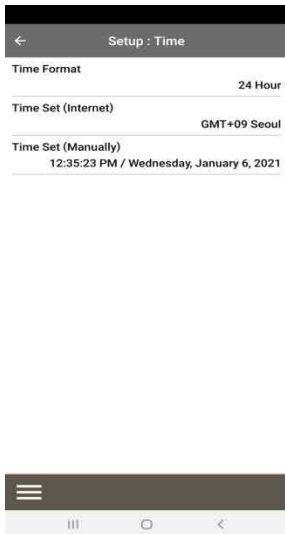 Setup : Time
Time Format
24 Hour
Time Set (Internet)
GMT+09 Seoul
Time Set (Manually)
12:35:23 PM / Wednesday, January 6, 2021